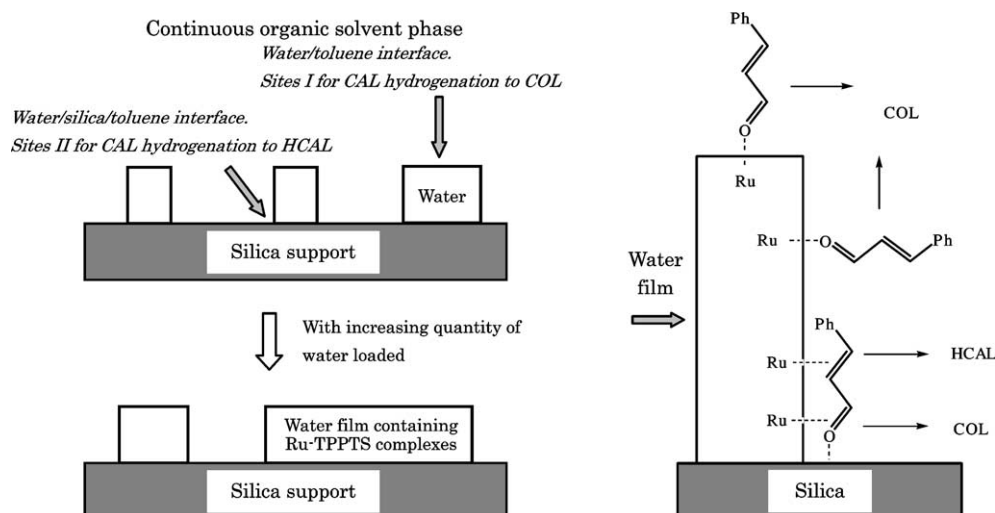 Continuous organic solvent phase
Water/toluene interface.
Sites I for CAL hydrogenation to COL
Water/silica/toluene interface.
Sites II for CAL hydrogenation to HCAL
Water
Silica support
With increasing quantity of
water loaded
Water film containing
Ru-TPPTS complexes
Silica support
Ph
O
COL
Ru
Ru
O
Ph
Water
film
Ph
Ru
HCAL
Ru
O
COL
Silica